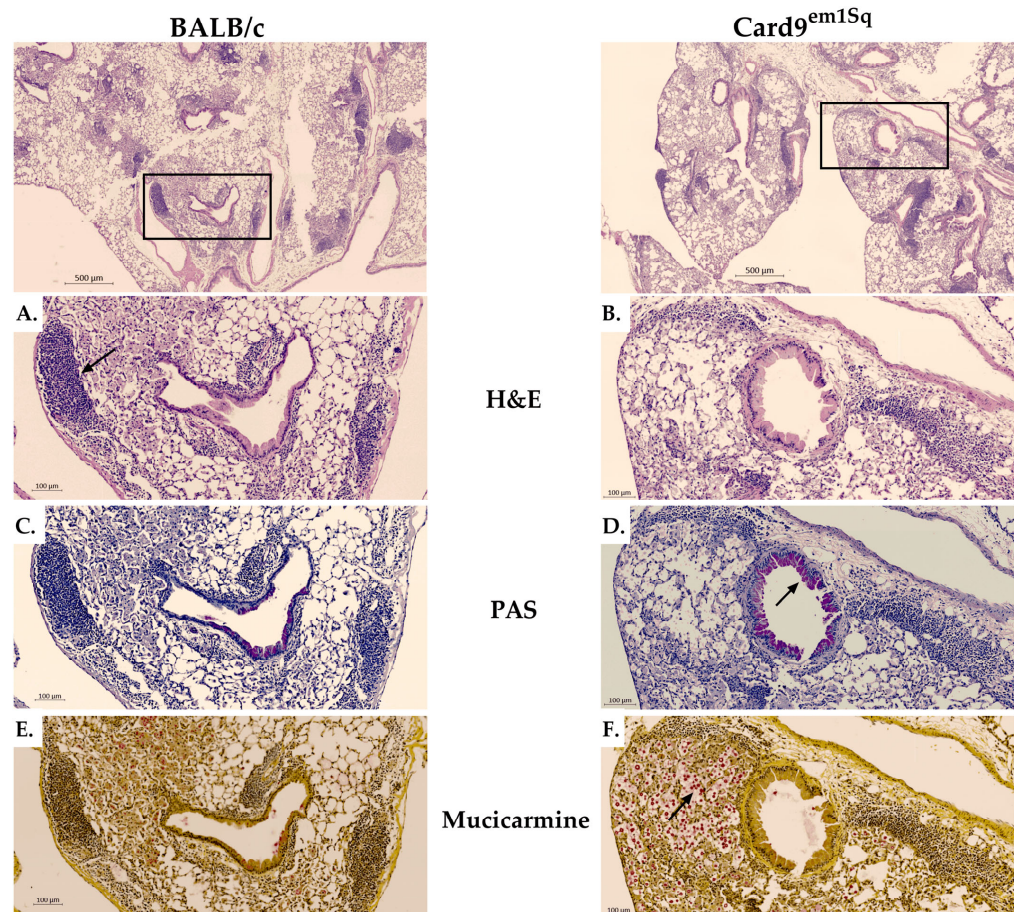 BALB/c
Card9em1Sq
500 µm
500 µm
A.
B.
H&E
100 µm
100 µm
C.
D.
PAS
100 µm
100 µm
E.
F.
Mucicarmine
100 µm
100 µm